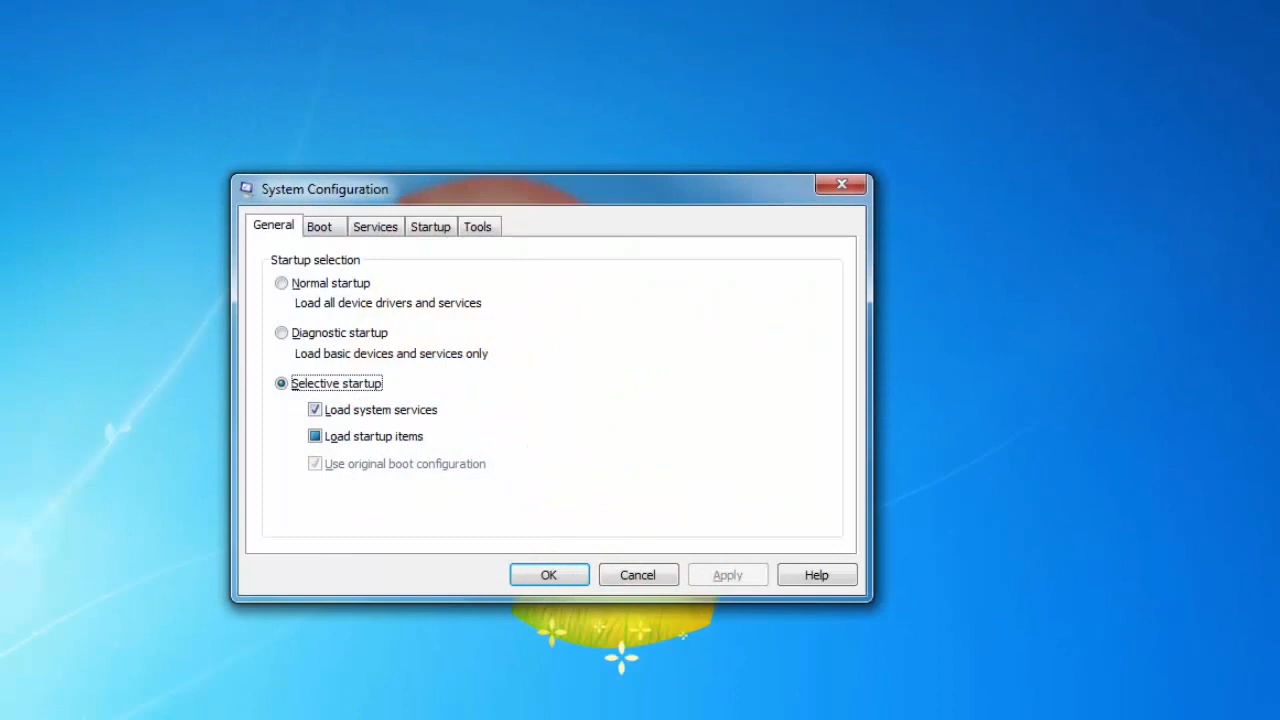 System Configuration
General Boot Services Startup Tools
Startup selection
Normal startup
Load all device drivers and services
Diagnostic startup
Load basic devices and services only
Selective startup
Load system services
Load startup items
Use original boot configuration
OK Cancel Apply Help